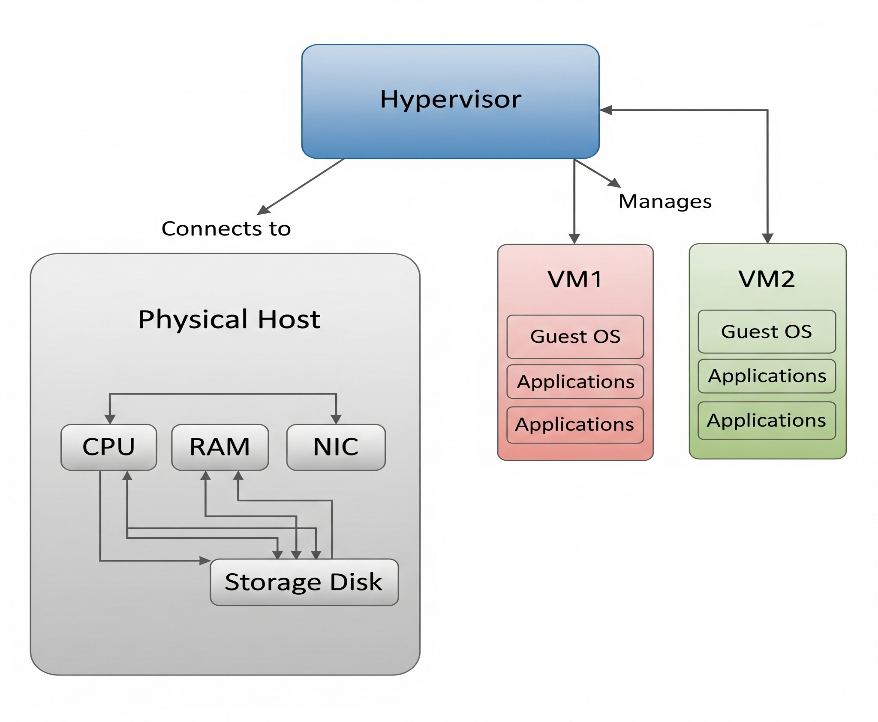 Hypervisor
Connects to
Manages
Physical Host
CPU
RAM
NIC
Storage Disk
VM1
Guest OS
Applications
Applications
VM2
Guest OS
Applications
Applications